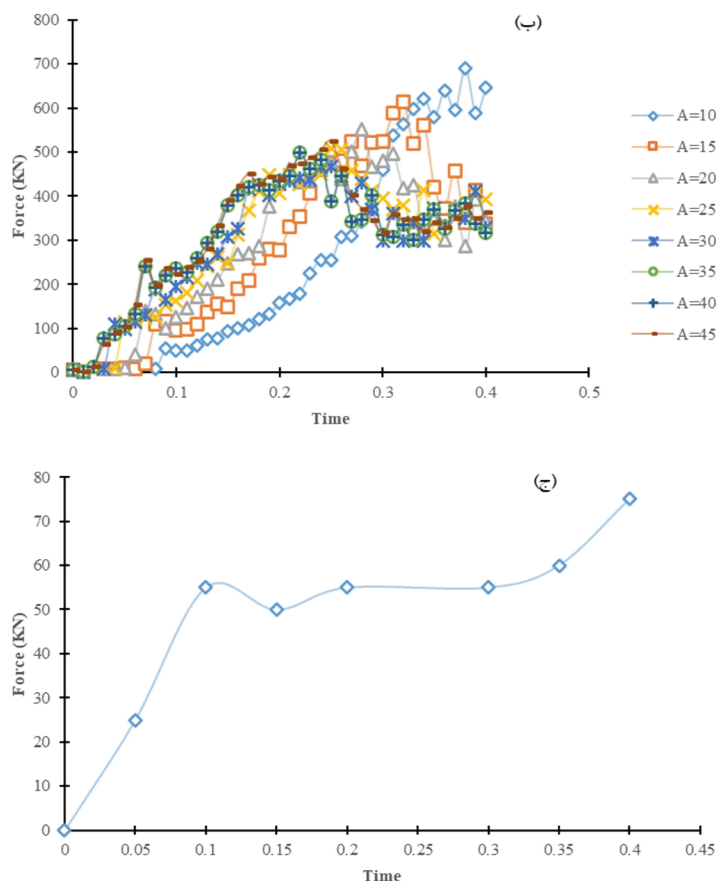 (ب)
800
700
600
500
400
300
200
100
0
Force (KN)
0 0.1 0.2 0.3 0.4 0.5
Time
A=10
A=15
A=20
A=25
A=30
A=35
A=40
A=45
(ج)
80
70
60
50
40
30
20
10
0
Force (KN)
0 0.05 0.1 0.15 0.2 0.25 0.3 0.35 0.4 0.45
Time